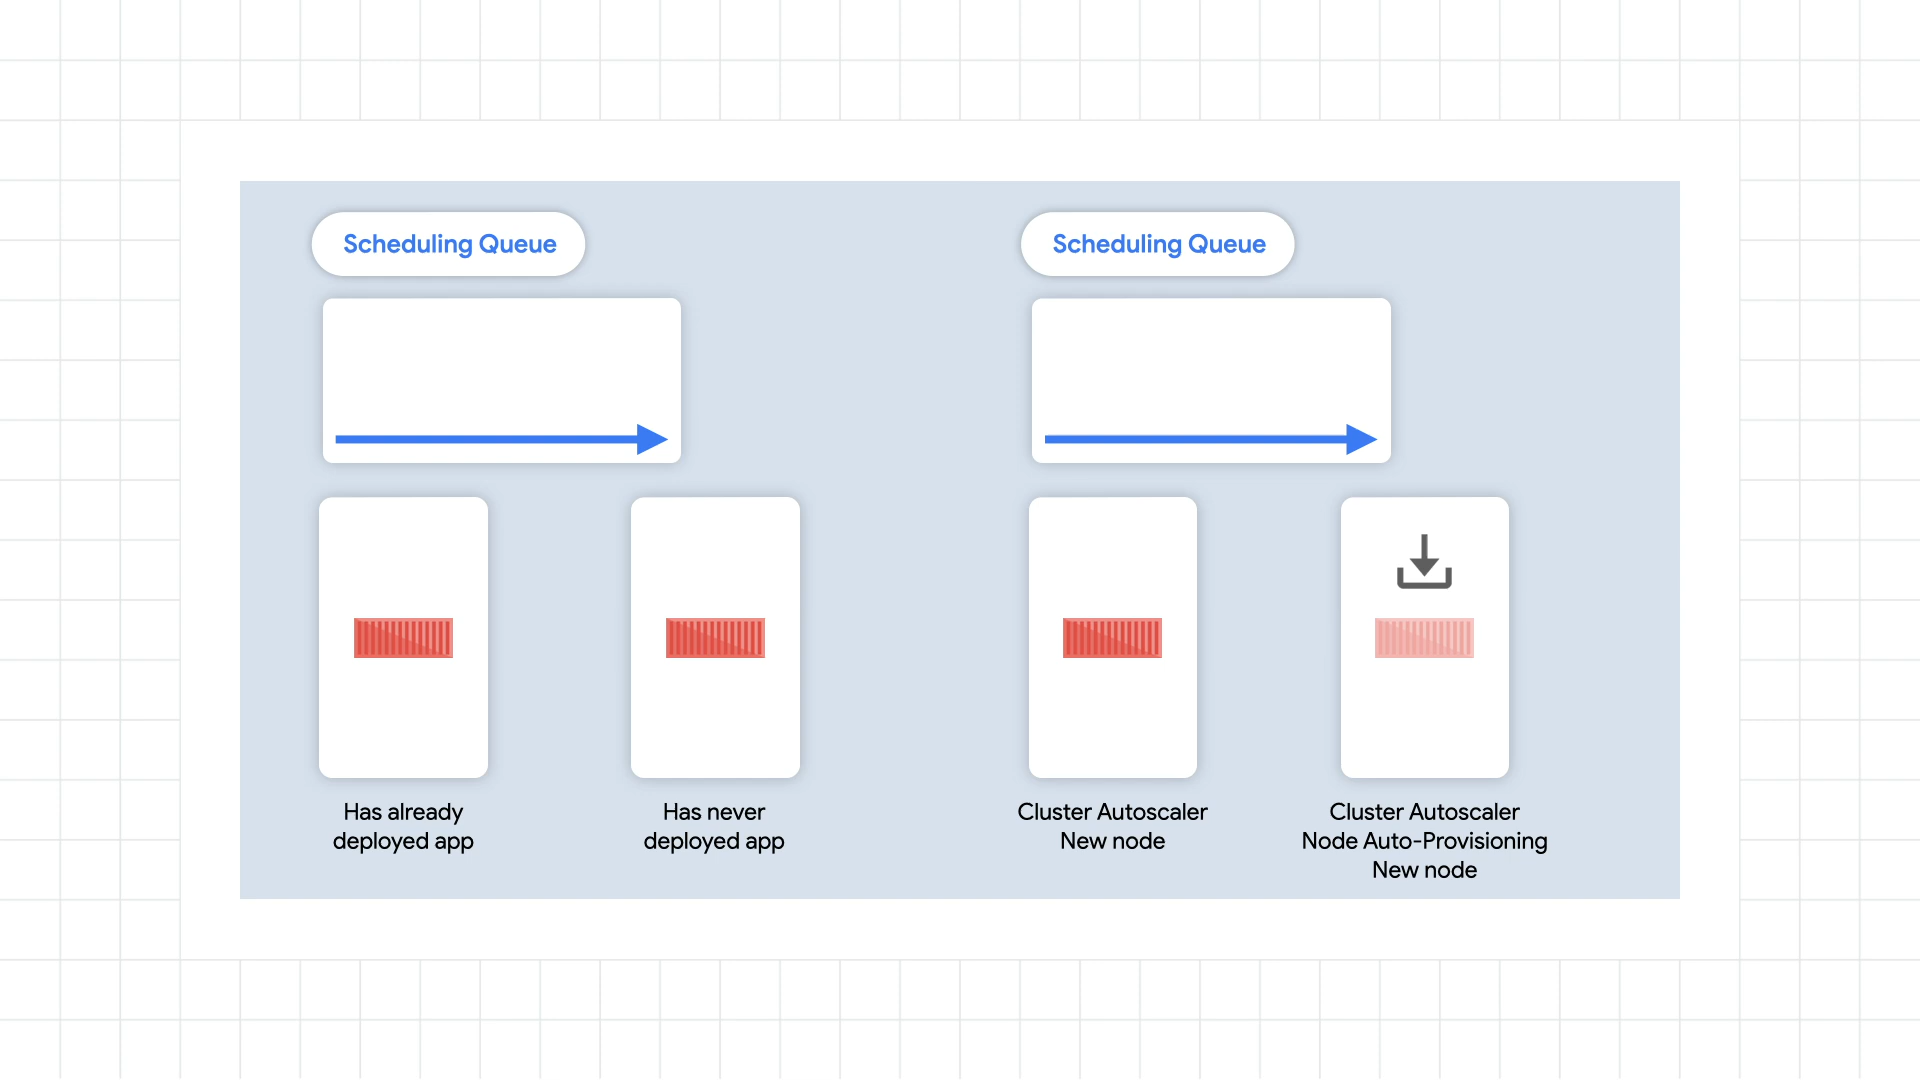 Scheduling Queue
Scheduling Queue
Has already
deployed app
Has never
deployed app
Cluster Autoscaler
New node
Cluster Autoscaler
Node Auto-Provisioning
New node